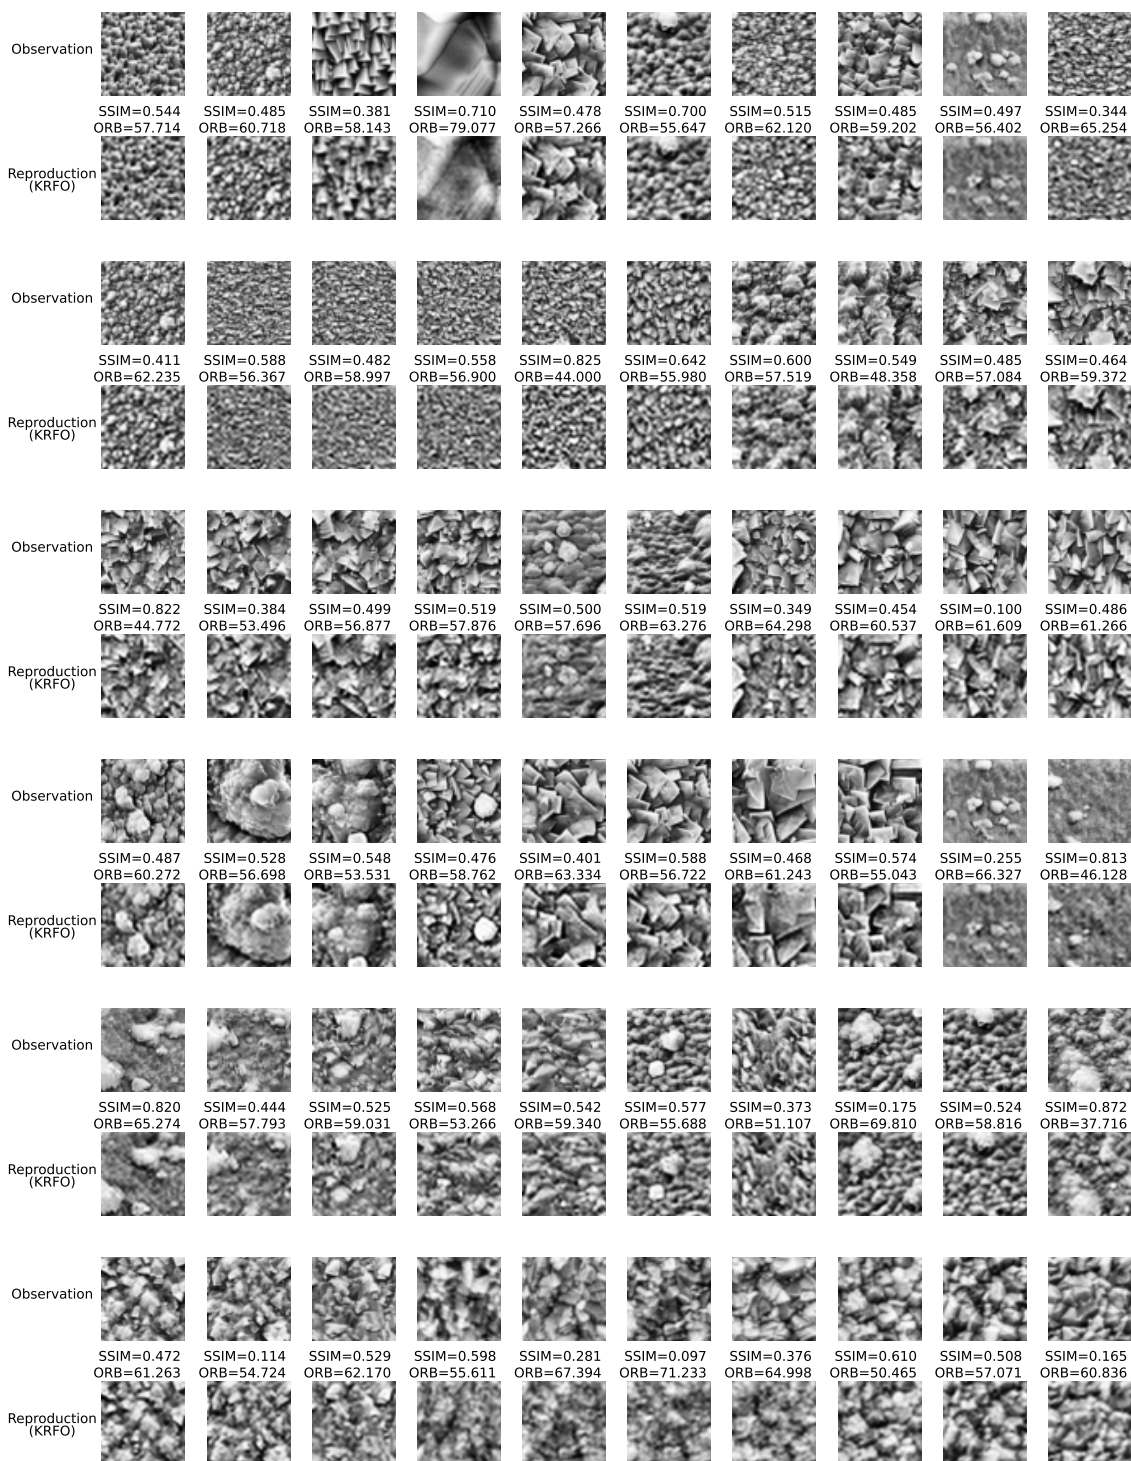 Observation
SSIM=0.544 SSIM=0.485 SSIM=0.381 SSIM=0.710 SSIM=0.478 SSIM=0.700 SSIM=0.515 SSIM=0.485 SSIM=0.497 SSIM=0.344
ORB=57.714 ORB=60.718 ORB=58.143 ORB=79.077 ORB=57.266 ORB=55.647 ORB=62.120 ORB=59.202 ORB=56.402 ORB=65.254
Reproduction
(KRFO)
Observation
SSIM=0.411 SSIM=0.588 SSIM=0.482 SSIM=0.558 SSIM=0.825 SSIM=0.642 SSIM=0.600 SSIM=0.549 SSIM=0.485 SSIM=0.464
ORB=62.235 ORB=56.367 ORB=58.997 ORB=56.900 ORB=44.000 ORB=55.980 ORB=57.519 ORB=48.358 ORB=57.084 ORB=59.372
Reproduction
(KRFO)
Observation
SSIM=0.822 SSIM=0.384 SSIM=0.499 SSIM=0.519 SSIM=0.500 SSIM=0.519 SSIM=0.349 SSIM=0.454 SSIM=0.100 SSIM=0.486
ORB=44.772 ORB=53.496 ORB=56.877 ORB=57.876 ORB=57.696 ORB=63.276 ORB=64.298 ORB=60.537 ORB=61.609 ORB=61.266
Reproduction
(KRFO)
Observation
SSIM=0.487 SSIM=0.528 SSIM=0.548 SSIM=0.476 SSIM=0.401 SSIM=0.588 SSIM=0.468 SSIM=0.574 SSIM=0.255 SSIM=0.813
ORB=60.272 ORB=56.698 ORB=53.531 ORB=58.762 ORB=63.334 ORB=56.722 ORB=61.243 ORB=55.043 ORB=66.327 ORB=46.128
Reproduction
(KRFO)
Observation
SSIM=0.820 SSIM=0.444 SSIM=0.525 SSIM=0.568 SSIM=0.542 SSIM=0.577 SSIM=0.373 SSIM=0.175 SSIM=0.524 SSIM=0.872
ORB=65.274 ORB=57.793 ORB=59.031 ORB=53.266 ORB=59.340 ORB=55.688 ORB=51.107 ORB=69.810 ORB=58.816 ORB=37.716
Reproduction
(KRFO)
Observation
SSIM=0.472 SSIM=0.114 SSIM=0.529 SSIM=0.598 SSIM=0.281 SSIM=0.097 SSIM=0.376 SSIM=0.610 SSIM=0.508 SSIM=0.165
ORB=61.263 ORB=54.724 ORB=62.170 ORB=55.611 ORB=67.394 ORB=71.233 ORB=64.998 ORB=50.465 ORB=57.071 ORB=60.836
Reproduction
(KRFO)